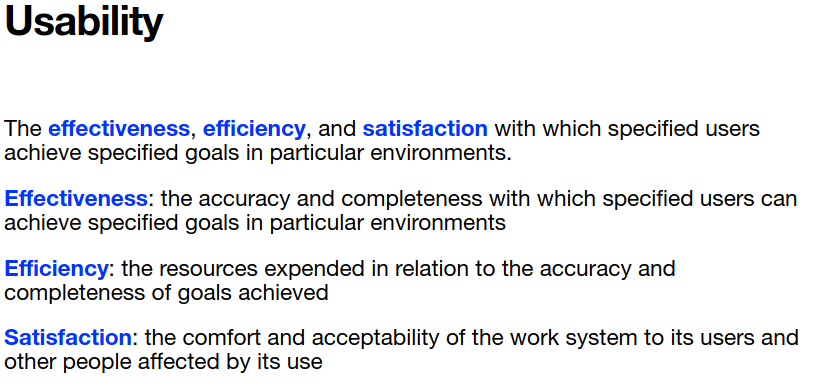 Usability
The effectiveness, efficiency, and satisfaction with which specified users
achieve specified goals in particular environments.
Effectiveness: the accuracy and completeness with which specified users can
achieve specified goals in particular environments
Efficiency: the resources expended in relation to the accuracy and
completeness of goals achieved
Satisfaction: the comfort and acceptability of the work system to its users and
other people affected by its use